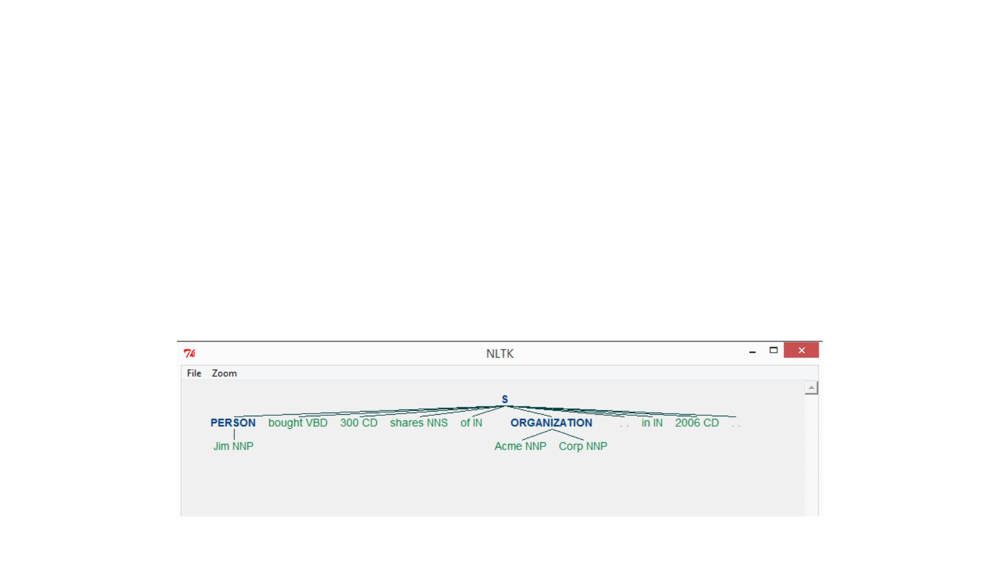 NLTK
File Zoom
S
PERSON bought VBD 300 CD shares NNS of IN ORGANIZATION . . in IN 2006 CD . .
Jim NNP Acme NNP Corp NNP